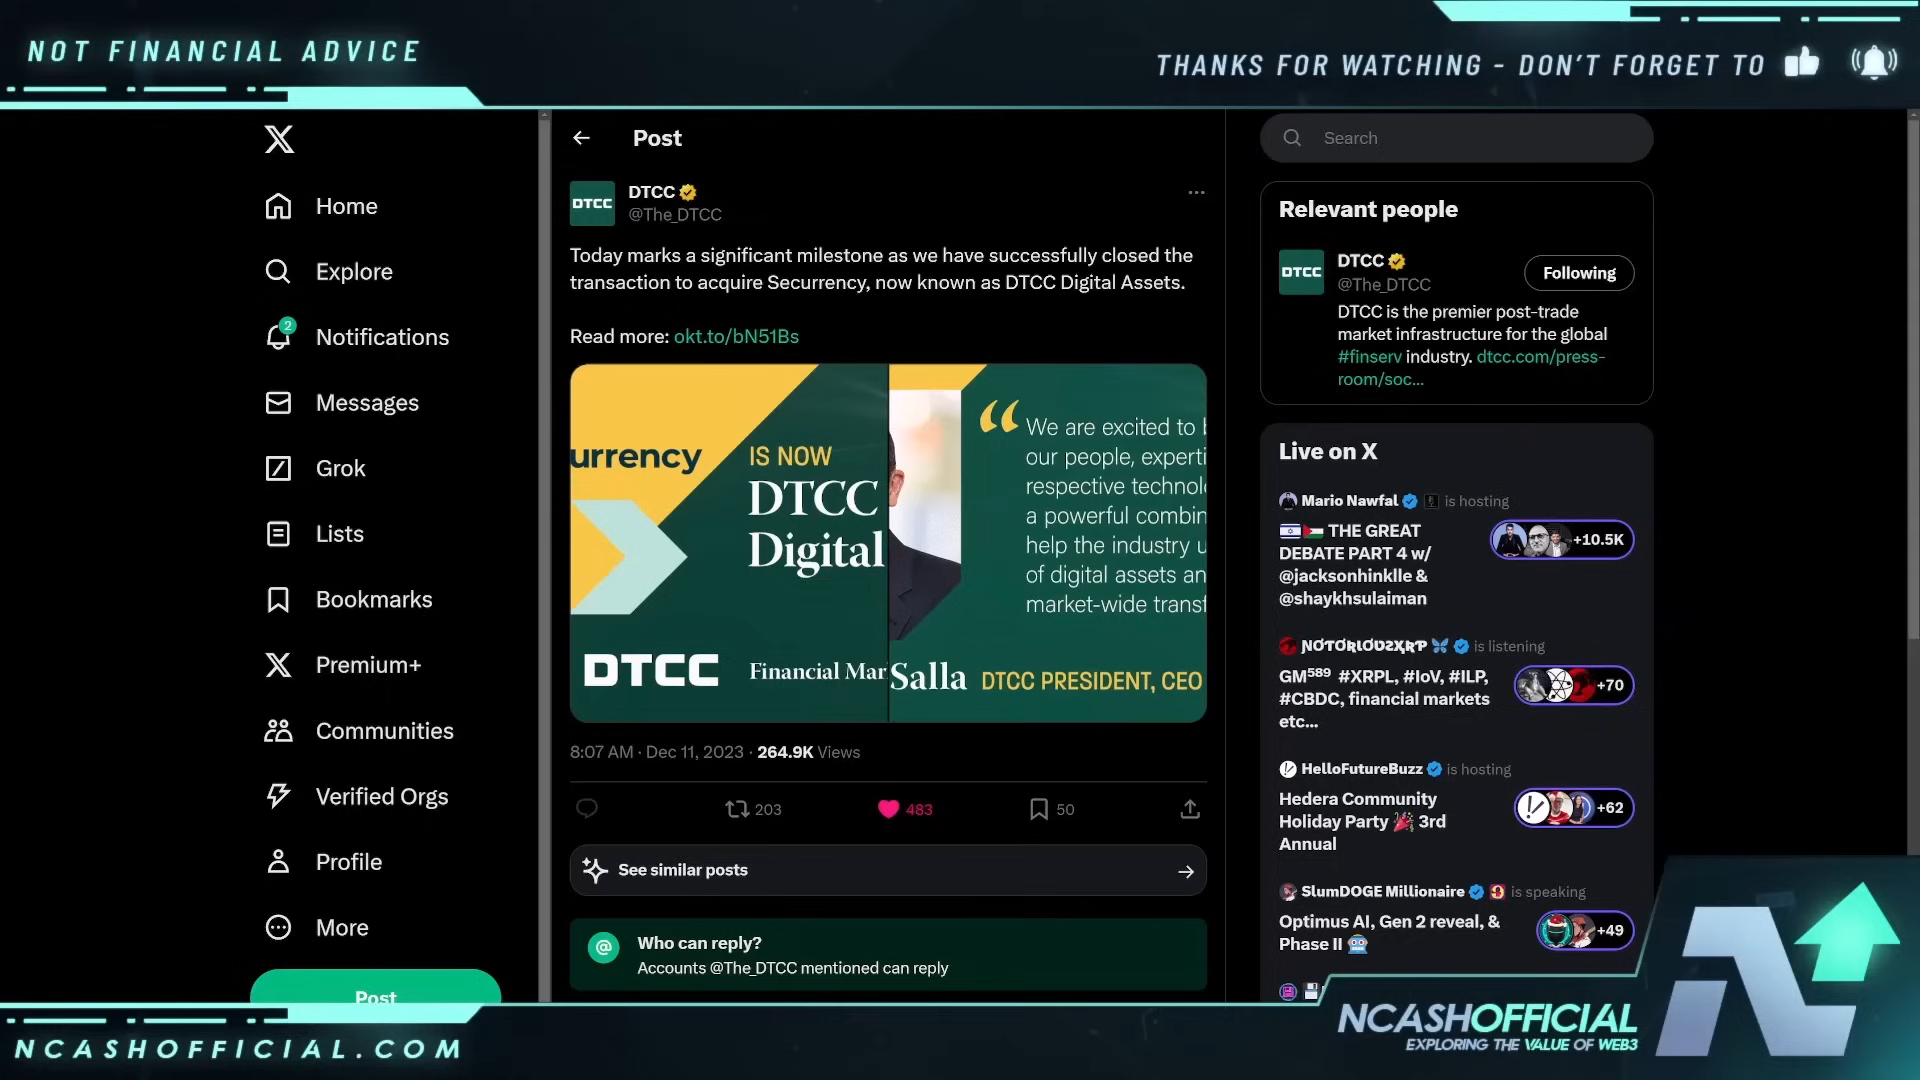 NOT FINANCIAL ADVICE
THANKS FOR WATCHING - DON'T FORGET TO
Home
Explore
2
Notifications
Messages
Grok
Lists
Bookmarks
Premium+
Communities
Verified Orgs
Profile
More
Post
Post
DTCC
DTCC
@The_DTCC
Today marks a significant milestone as we have successfully closed the
transaction to acquire Securrency, now known as DTCC Digital Assets.
Read more: okt.to/bN51Bs
urrency
IS NOW
DTCC
Digital
DTCC
Financial Mar
“
We are excited to
our people, experti
respective technol
a powerful combin
help the industry u
of digital assets an
market-wide transf
Salla DTCC PRESIDENT, CEO
8:07 AM · Dec 11, 2023 · 264.9K Views
203
483
50
See similar posts
@
Who can reply?
Accounts @The_DTCC mentioned can reply
Search
Relevant people
DTCC
DTCC
@The_DTCC
Following
DTCC is the premier post-trade
market infrastructure for the global
#finserv industry. dtcc.com/press-
room/soc...
Live on X
Mario Nawfal is hosting
THE GREAT
DEBATE PART 4 w/
@jacksonhinklle &
@shaykhsulaiman
+10.5K
is listening
GM⁵⁸⁹ #XRPL, #IoV, #ILP,
#CBDC, financial markets
etc...
+70
HelloFutureBuzz is hosting
Hedera Community
Holiday Party 🎉 3rd
Annual
+62
SlumDOGE Millionaire is speaking
Optimus AI, Gen 2 reveal, &
Phase II 🤖
+49
NCASHOFFICIAL.COM
NCASHOFFICIAL
EXPLORING THE VALUE OF WEB3